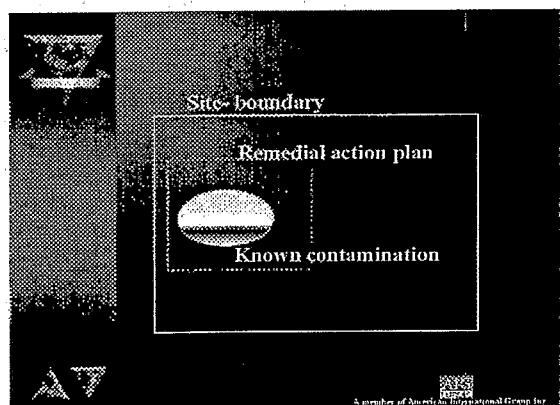 Site- boundary
Remedial action plan
Known contamination
A member of American International Group Inc